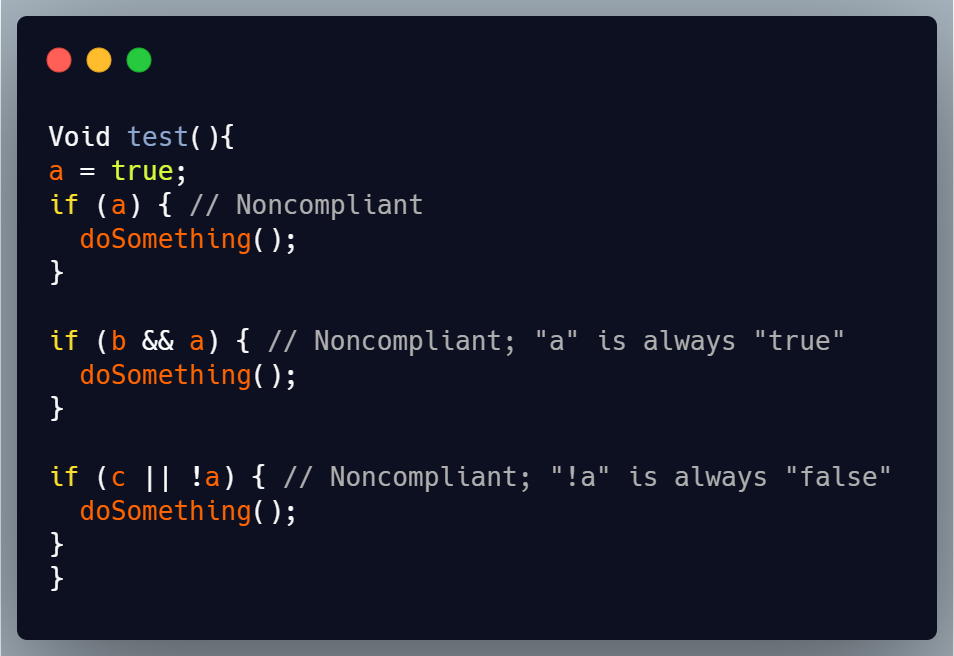 Void test(){
a = true;
if (a) { // Noncompliant
  doSomething();
}
if (b && a) { // Noncompliant; "a" is always "true"
  doSomething();
}
if (c || !a) { // Noncompliant; "!a" is always "false"
  doSomething();
}
}